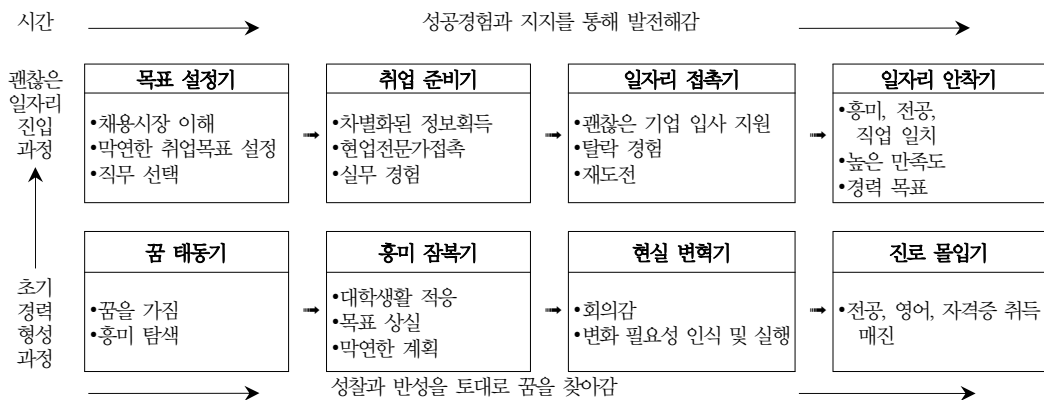 시간
성공경험과 지지를 통해 발전해감
괜찮은
일자리
진입
과정
목표 설정기
•채용시장 이해
•막연한 취업목표 설정
•직무 선택
취업 준비기
•차별화된 정보획득
•현업전문가접촉
•실무 경험
일자리 접촉기
•괜찮은 기업 입사 지원
•탈락 경험
•재도전
일자리 안착기
•흥미, 전공,
직업 일치
•높은 만족도
•경력 목표
초기
경력
형성
과정
꿈 태동기
•꿈을 가짐
•흥미 탐색
흥미 잠복기
•대학생활 적응
•목표 상실
•막연한 계획
현실 변혁기
•회의감
•변화 필요성 인식 및 실행
진로 몰입기
•전공, 영어, 자격증 취득
매진
성찰과 반성을 토대로 꿈을 찾아감